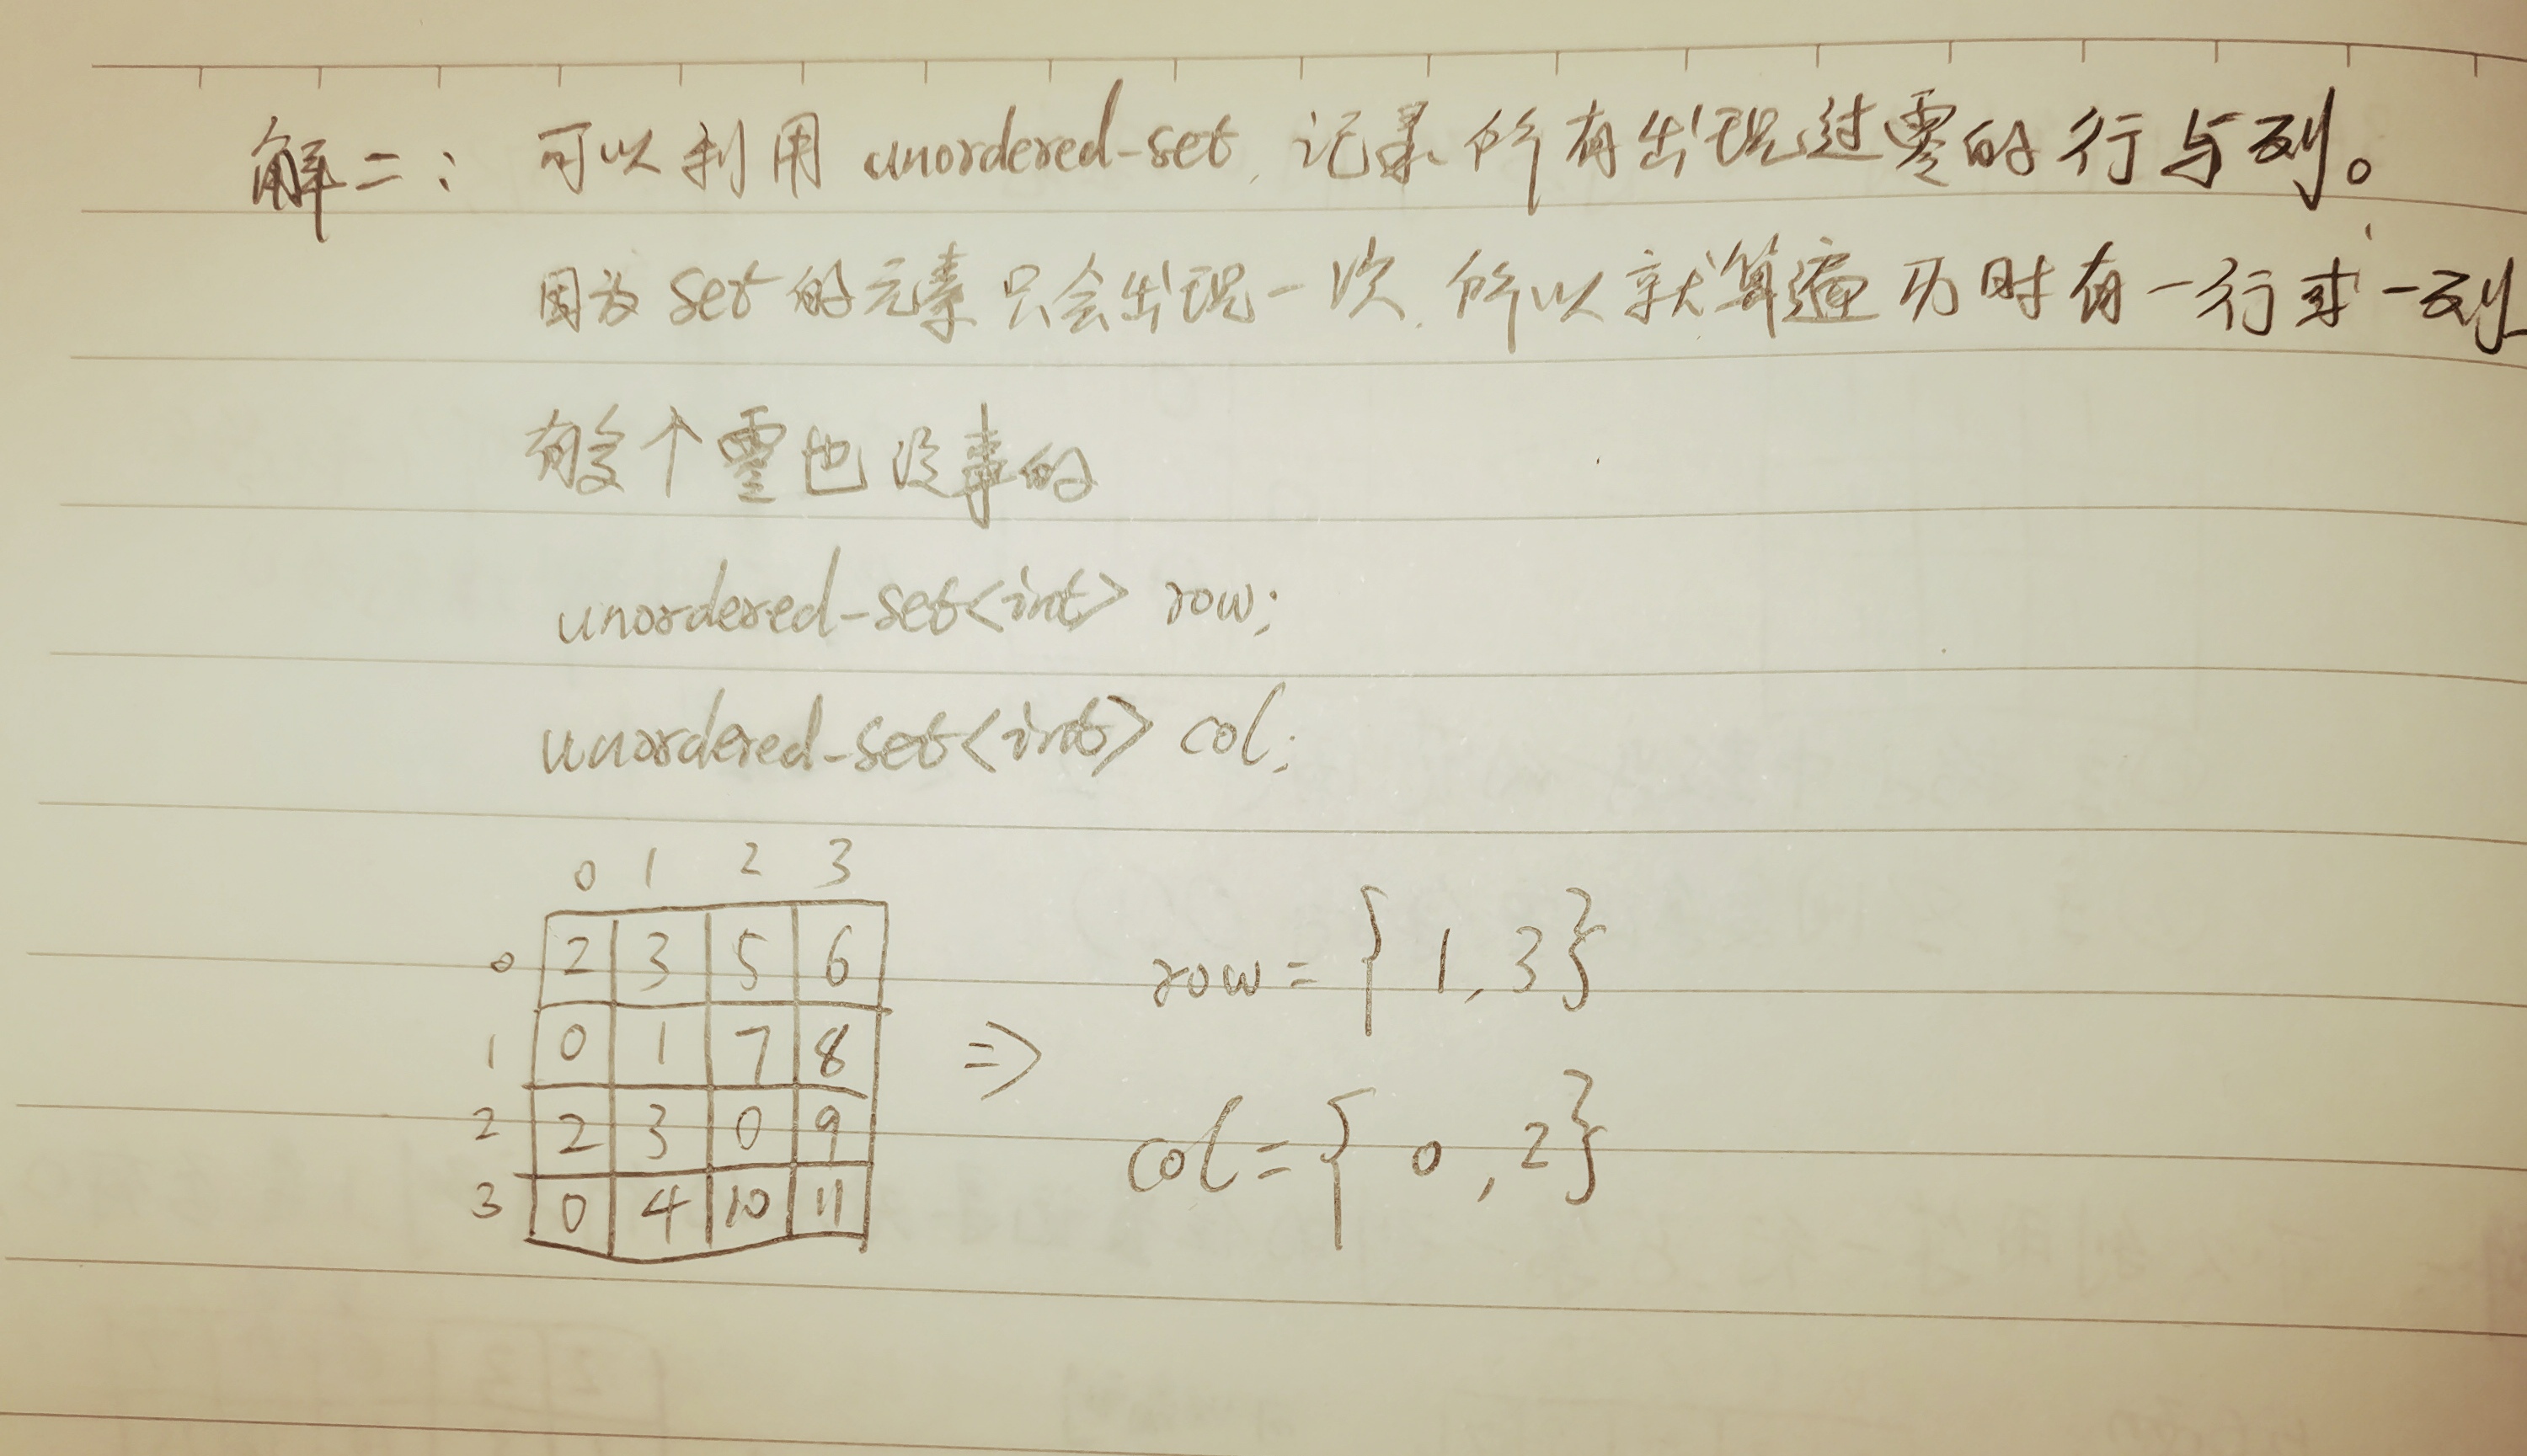 解二: 可以利用 unordered-set, 记录所有出现过零的行与列。
因为 set 的元素只会出现一次, 所以就算遍历时有一行或一列
有多个零也没事的
unordered-set<int> row;
unordered-set<int> col;
0 1 2 3
0 2 3 5 6
1 0 1 7 8
2 2 3 0 9
3 0 4 10 11
=>
row = { 1, 3}
col = { 0, 2}